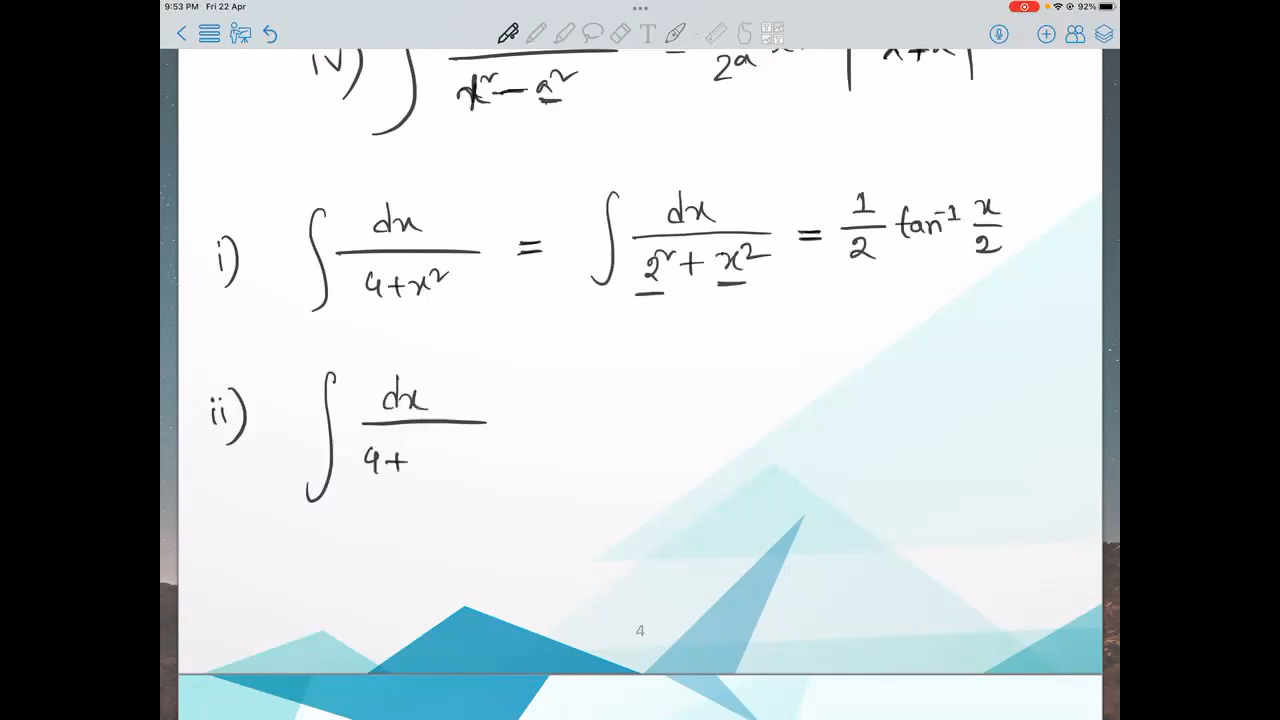 9:53 PM Fri 22 Apr 92%
T
iv) ∫ / x² − a² = 2a
i) ∫ dx / 4+x² = ∫ dx / 2² + x² = 1/2 tan⁻¹ x/2
ii) ∫ dx / 4+
4